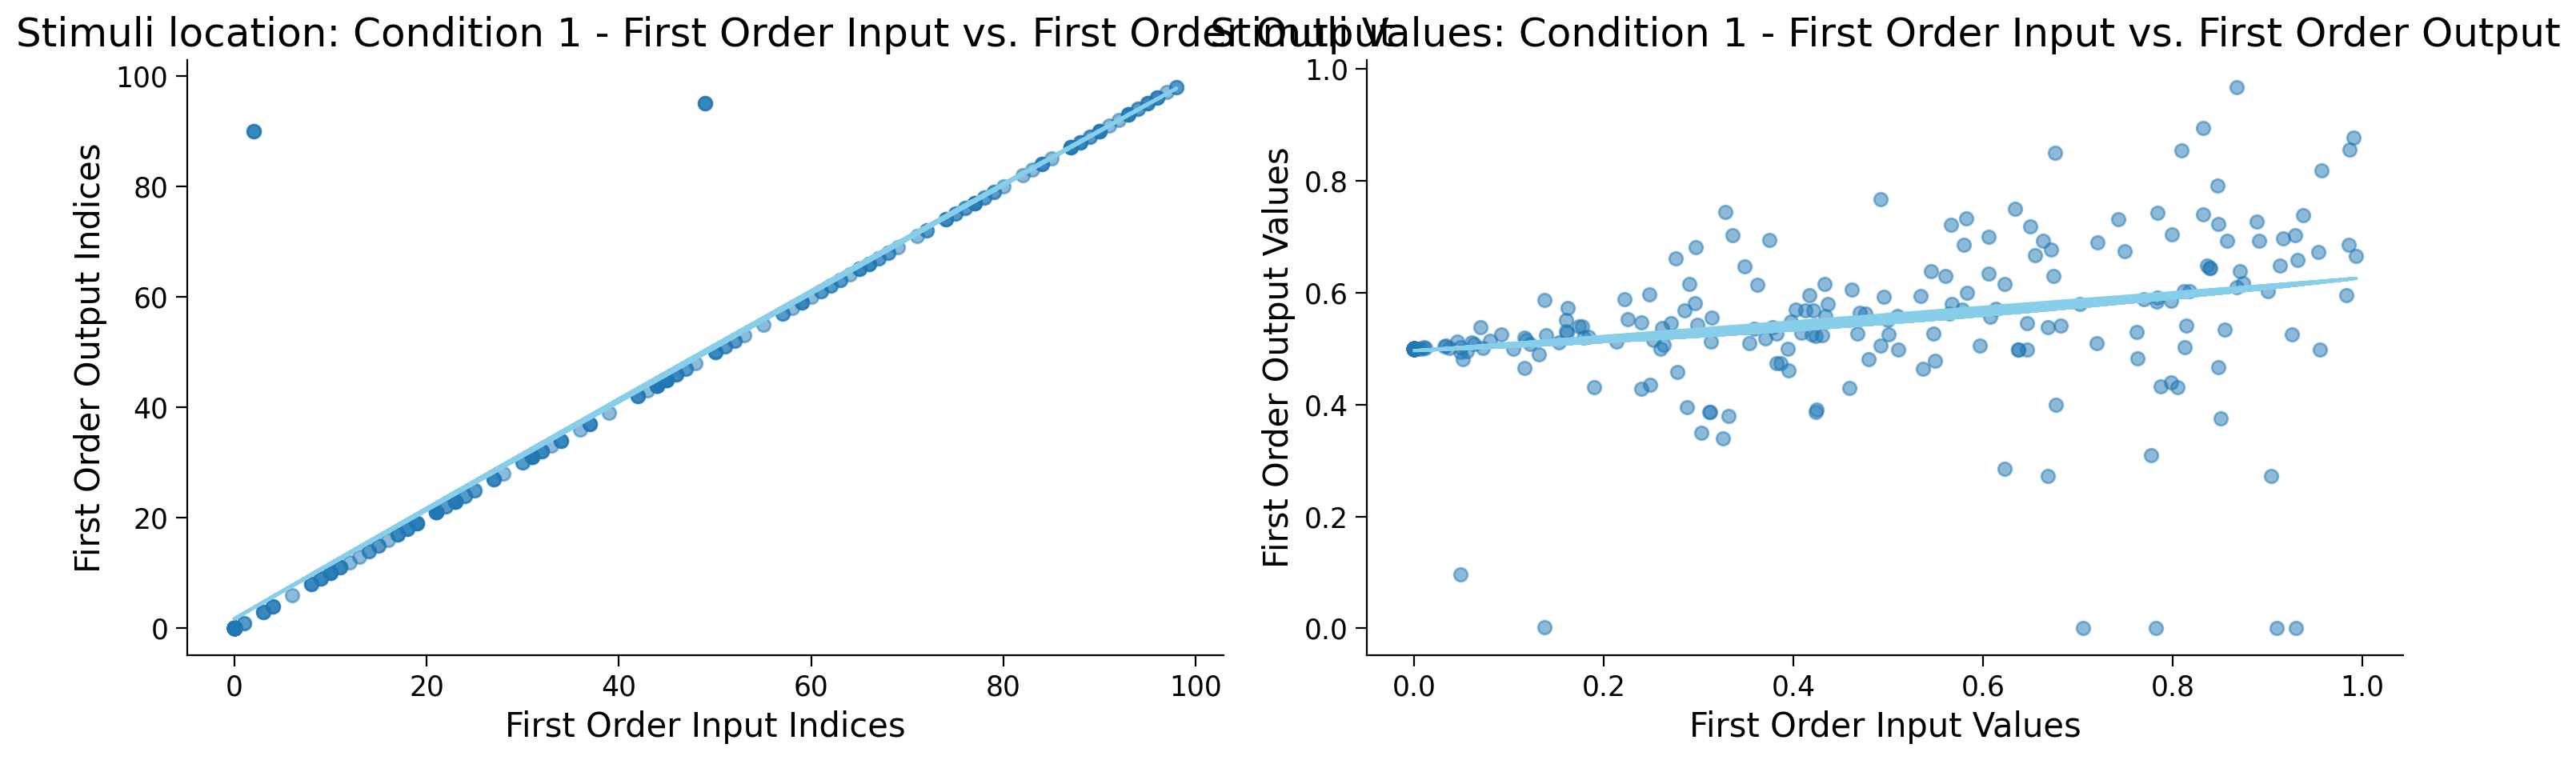 Stimuli location: Condition 1 - First Order Input vs. First Order Output
Stimuli Values: Condition 1 - First Order Input vs. First Order Output
First Order Output Indices
100
80
60
40
20
0
0 20 40 60 80 100
First Order Input Indices
First Order Output Values
1.0
0.8
0.6
0.4
0.2
0.0
0.0 0.2 0.4 0.6 0.8 1.0
First Order Input Values